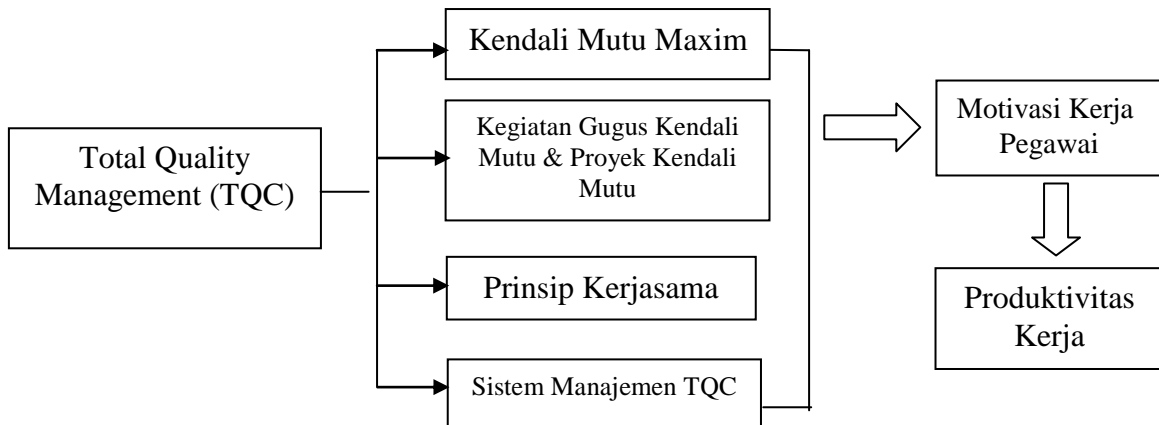 Total Quality
Management (TQC)
Kendali Mutu Maxim
Kegiatan Gugus Kendali
Mutu & Proyek Kendali
Mutu
Prinsip Kerjasama
Sistem Manajemen TQC
Motivasi Kerja
Pegawai
Produktivitas
Kerja